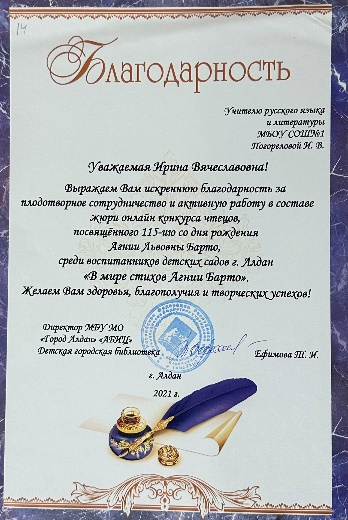 14
Благодарность
Учителю русского языка
и литературы
МБОУ СОШ№1
Погореловой И. В.
Уважаемая Ирина Вячеславовна!
Выражаем Вам искреннюю благодарность за
плодотворное сотрудничество и активную работу в составе
жюри онлайн конкурса чтецов,
посвящённого 115-ию со дня рождения
Агнии Львовны Барто,
среди воспитанников детских садов г. Алдан
«В мире стихов Агнии Барто».
Желаем Вам здоровья, благополучия и творческих успехов!
Директор МБУ МО
«Город Алдан» «АГИЦ»
Детская городская библиотека Ефимова Т. И.
г. Алдан
2021 г.